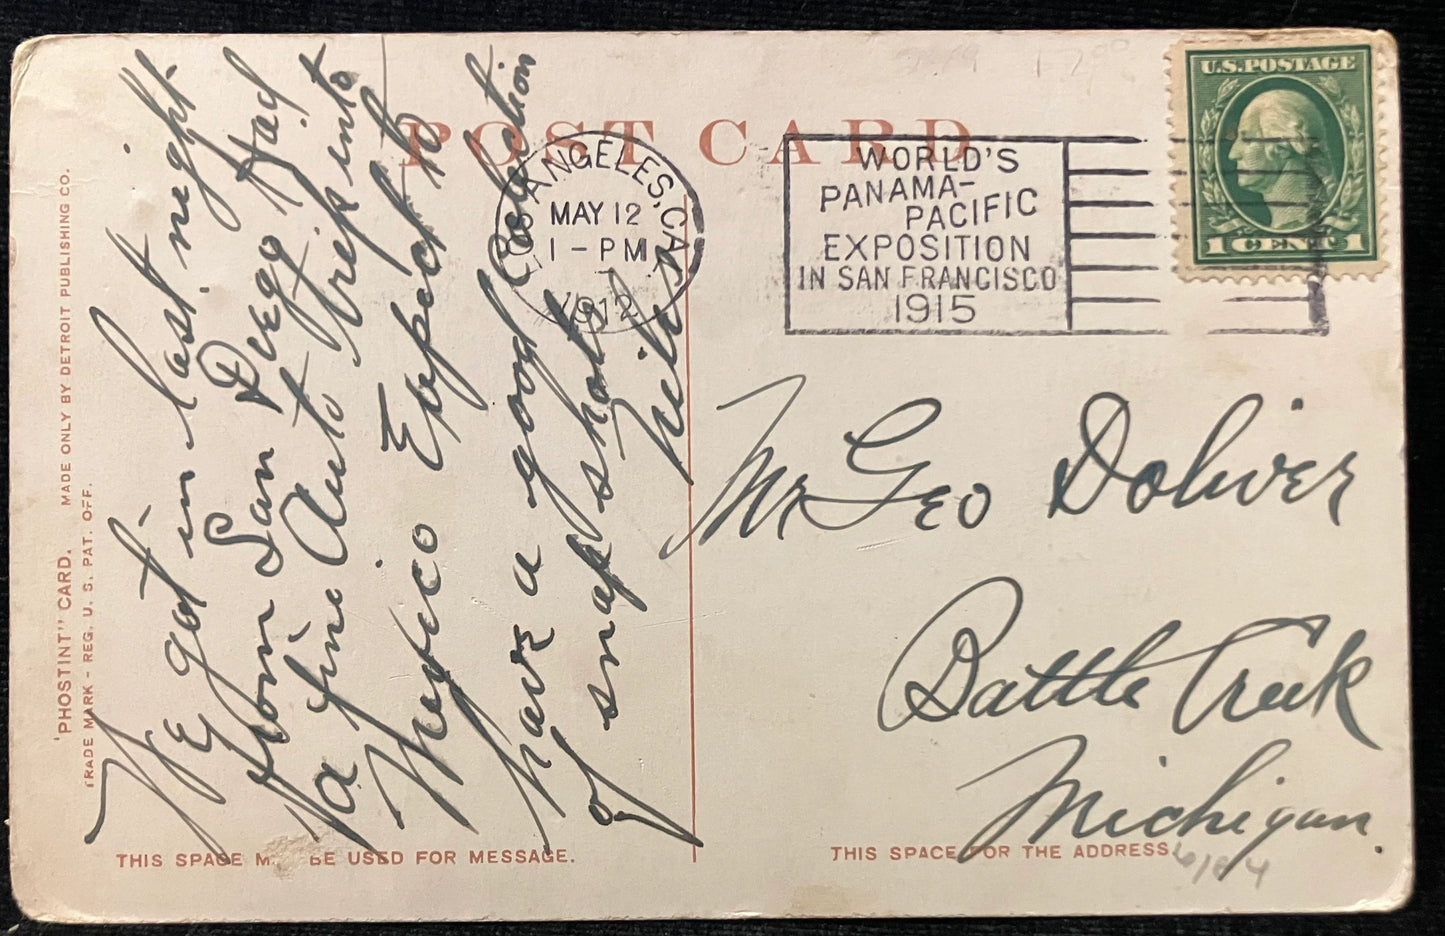 POST CARD
"PHOSTINT" CARD. MADE ONLY BY DETROIT PUBLISHING CO.
TRADE MARK - REG. U. S. PAT. OFF.
We got in last night
from San Diego Had
a fine Auto trip into
Mexico Expect to
have a good Collection
of snap shots
LOS ANGELES, CAL.
MAY 12
1 - PM
1912
WORLD'S
PANAMA-
PACIFIC
EXPOSITION
IN SAN FRANCISCO
1915
U.S. POSTAGE
1 CENT 1
Mr Geo Dolliver
Battle Creek
Michigan.
THIS SPACE M BE USED FOR MESSAGE.
THIS SPACE FOR THE ADDRESS